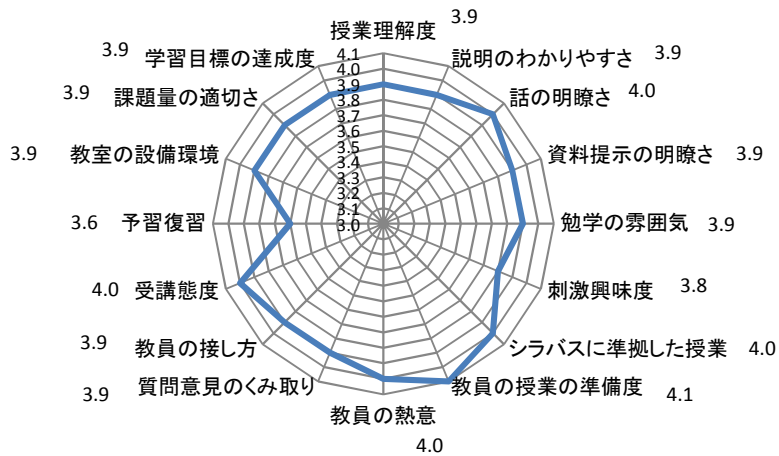 授業理解度 3.9
説明のわかりやすさ 3.9
話の明瞭さ 4.0
資料提示の明瞭さ 3.9
勉学の雰囲気 3.9
刺激興味度 3.8
シラバスに準拠した授業 4.0
教員の授業の準備度 4.1
教員の熱意 4.0
質問意見のくみ取り 3.9
教員の接し方 3.9
受講態度 4.0
予習復習 3.6
教室の設備環境 3.9
課題量の適切さ 3.9
学習目標の達成度 3.9
4.1
4.0
3.9
3.8
3.7
3.6
3.5
3.4
3.3
3.2
3.1
3.0